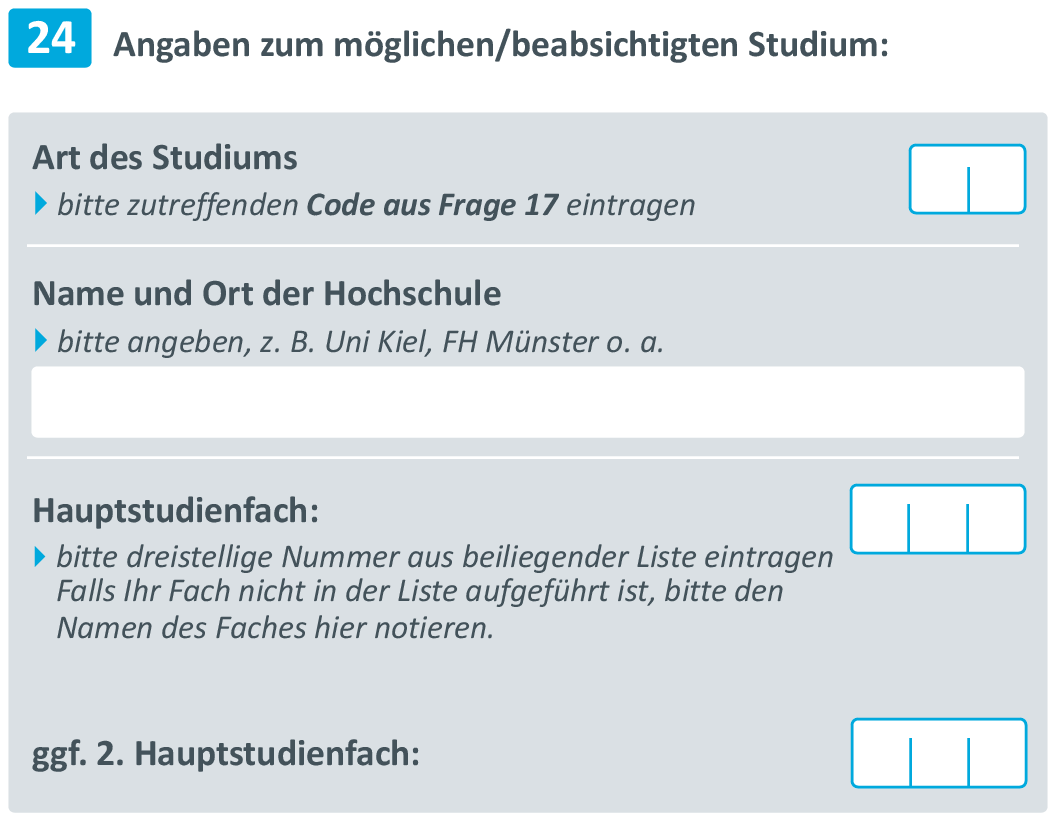 24 Angaben zum möglichen/beabsichtigten Studium:
Art des Studiums
bitte zutreffenden Code aus Frage 17 eintragen
Name und Ort der Hochschule
bitte angeben, z. B. Uni Kiel, FH Münster o. a.
Hauptstudienfach:
bitte dreistellige Nummer aus beiliegender Liste eintragen
Falls Ihr Fach nicht in der Liste aufgeführt ist, bitte den
Namen des Faches hier notieren.
ggf. 2. Hauptstudienfach: